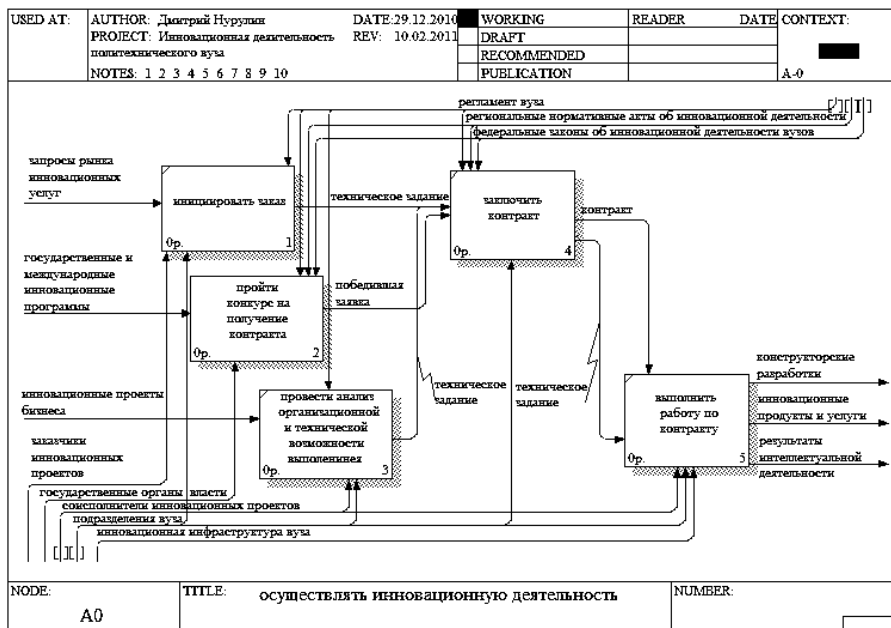 USED AT:
AUTHOR: Дмитрий Нурулин
DATE:29.12.2010
WORKING
READER
DATE
CONTEXT:
PROJECT: Инновационная деятельность
REV: 10.02.2011
DRAFT
политехнического вуза
RECOMMENDED
NOTES: 1 2 3 4 5 6 7 8 9 10
PUBLICATION
A-0
регламент вуза
региональные нормативные акты об инновационной деятельности
федеральные законы об инновационной деятельности вузов
запросы рынка
инновационных
услуг
инициировать заказ
0р.
1
техническое задание
заключить
контракт
0р.
4
контракт
государственные и
международные
инновационные
программы
пройти
конкурс на
получение
контракта
0р.
2
победившая
заявка
инновационные проекты
бизнеса
провести анализ
организационной
и технической
возможности
выполенинея
0р.
3
техническое
задание
техническое
задание
выполнить
работу по
контракту
0р.
5
конструкторские
разработки
инновационные
продукты и услуги
результаты
интеллектуальной
деятельности
заказчики
инновационных
проектов
государственные органы власти
соисполнители инновационных проектов
подразделения вуза
инновационная инфраструктура вуза
NODE:
A0
TITLE:
осуществлять инновационную деятельность
NUMBER: